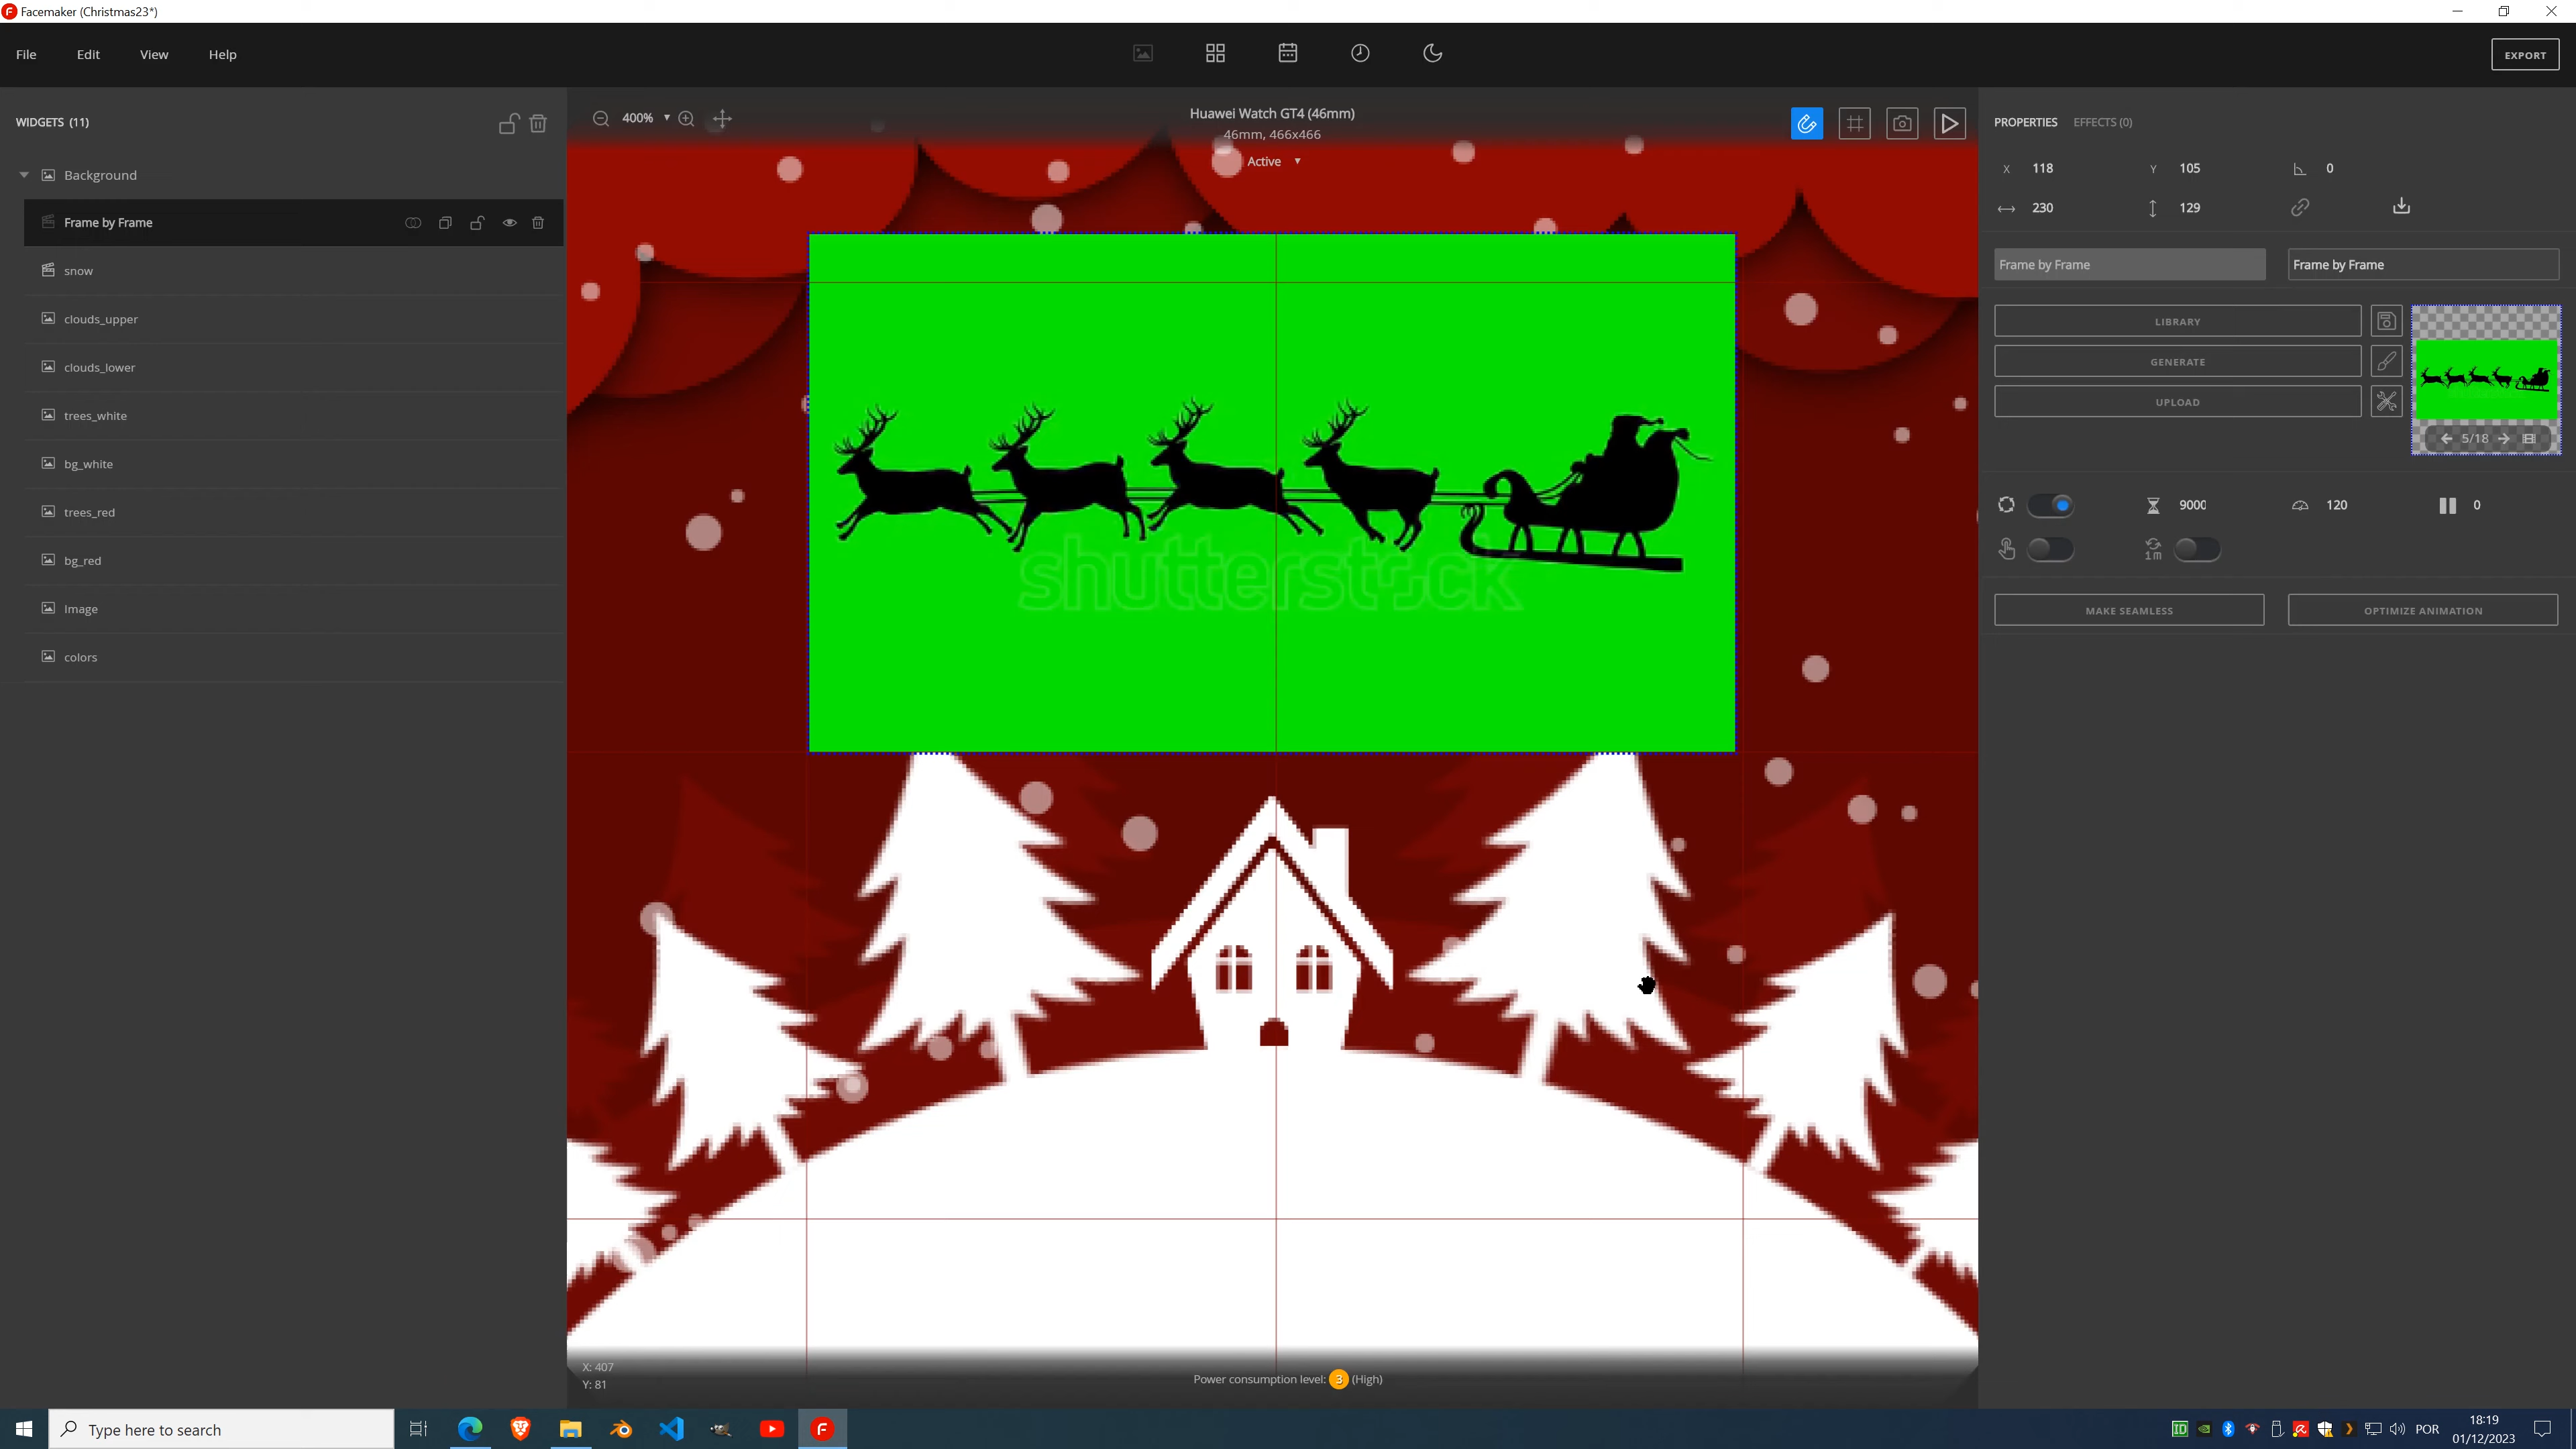 Facemaker (Christmas23*)
File Edit View Help
EXPORT
WIDGETS (11)
Background
Frame by Frame
snow
clouds_upper
clouds_lower
trees_white
bg_white
trees_red
bg_red
Image
colors
400%
Huawei Watch GT4 (46mm)
46mm, 466x466
Active
shutterstock
X: 407
Y: 81
Power consumption level: 3 (High)
PROPERTIES EFFECTS (0)
X 118 Y 105 0
230 129
Frame by Frame Frame by Frame
LIBRARY
GENERATE
UPLOAD
5/18
9000 120 0
1m
MAKE SEAMLESS OPTIMIZE ANIMATION
Type here to search
ID
POR
18:19
01/12/2023